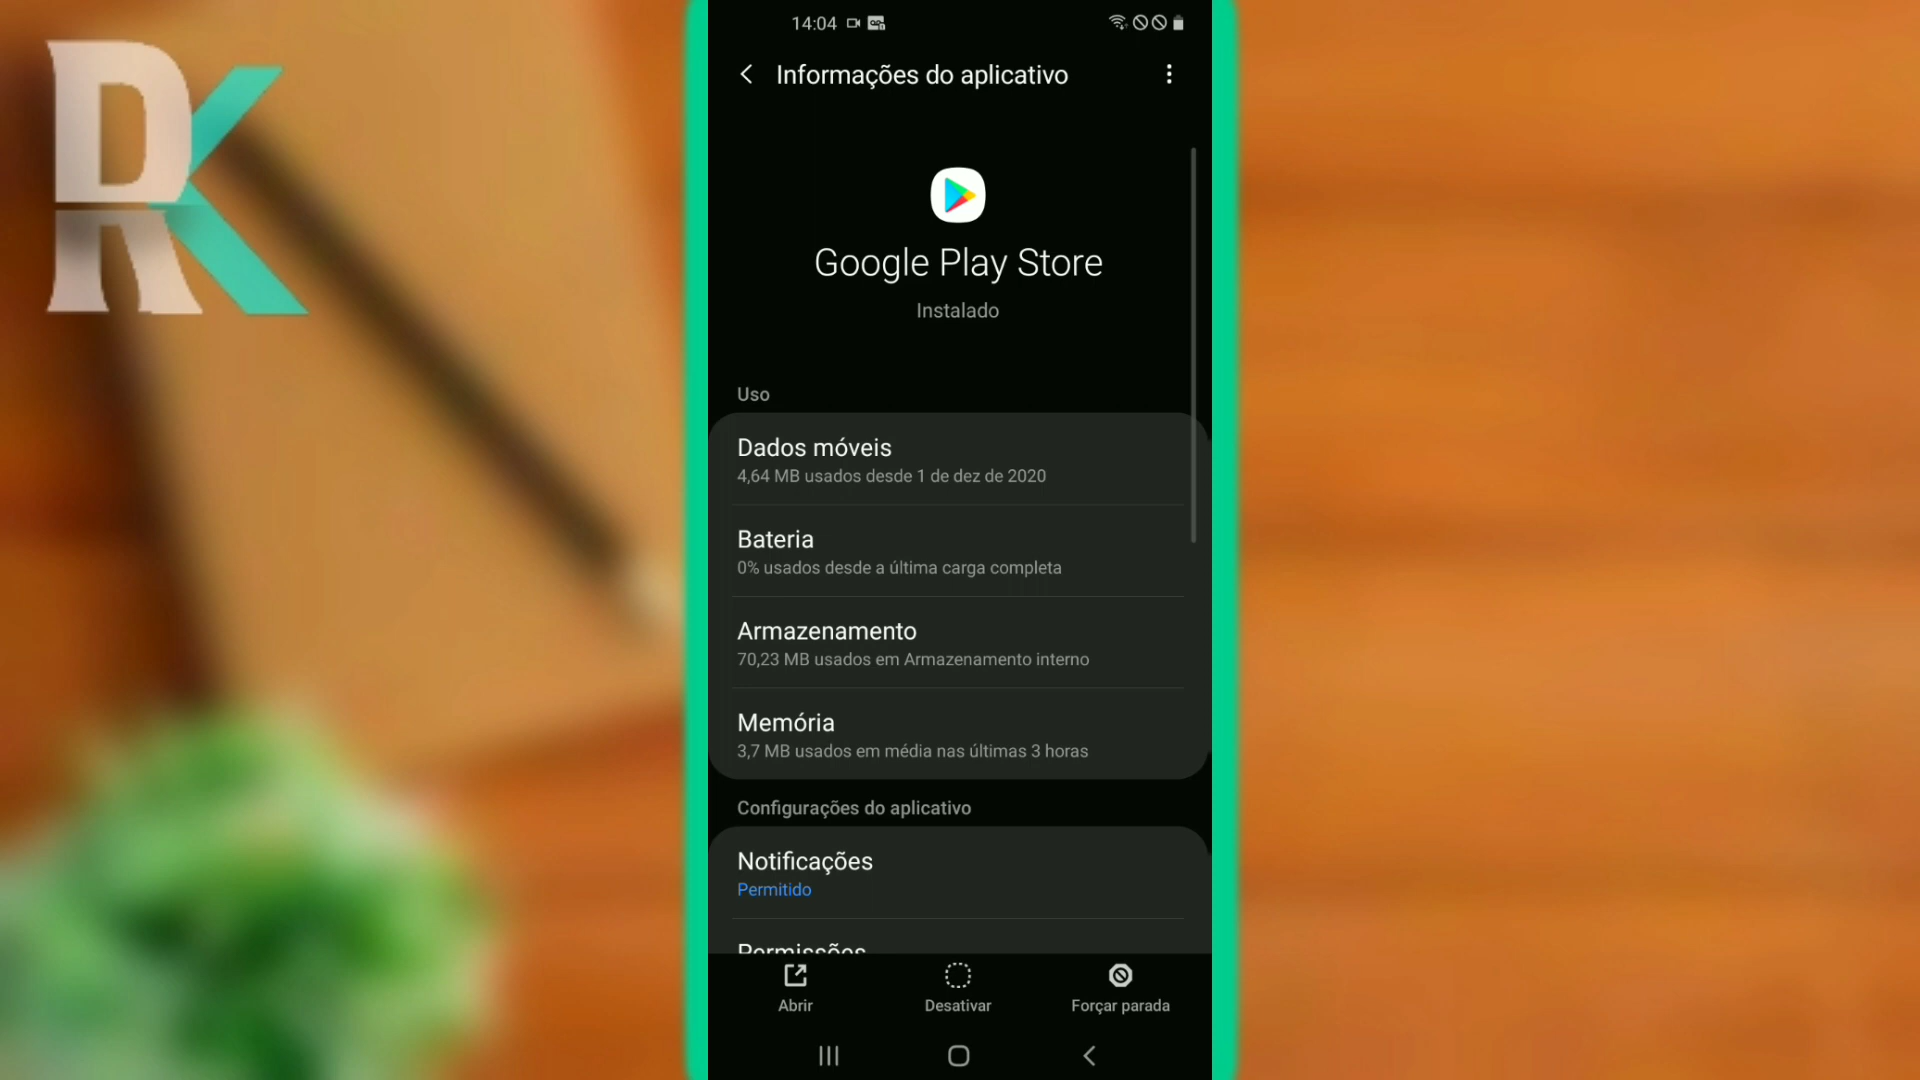 DK
R
14:04
Informações do aplicativo
Google Play Store
Instalado
Uso
Dados móveis
4,64 MB usados desde 1 de dez de 2020
Bateria
0% usados desde a última carga completa
Armazenamento
70,23 MB usados em Armazenamento interno
Memória
3,7 MB usados em média nas últimas 3 horas
Configurações do aplicativo
Notificações
Permitido
Permissões
Abrir
Desativar
Forçar parada